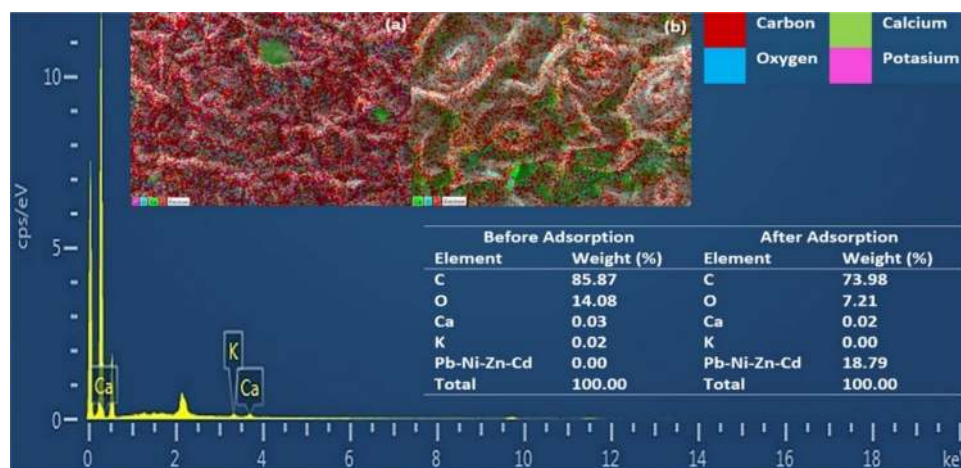 (a)
(b)
Carbon
Calcium
Oxygen
Potasium
10
5
0
cps/eV
Before Adsorption
After Adsorption
Element Weight (%) Element Weight (%)
C 85.87 C 73.98
O 14.08 O 7.21
Ca 0.03 Ca 0.02
K 0.02 K 0.00
Pb-Ni-Zn-Cd 0.00 Pb-Ni-Zn-Cd 18.79
Total 100.00 Total 100.00
K
Ca
Ca
0 2 4 6 8 10 12 14 16 18 ke